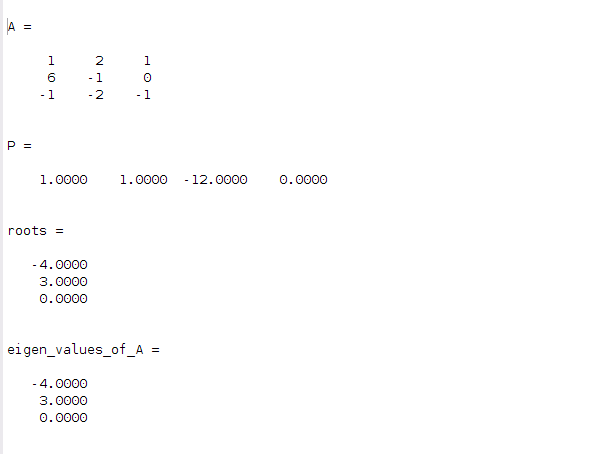 A =
1 2 1
6 -1 0
-1 -2 -1
P =
1.0000 1.0000 -12.0000 0.0000
roots =
-4.0000
3.0000
0.0000
eigen_values_of_A =
-4.0000
3.0000
0.0000